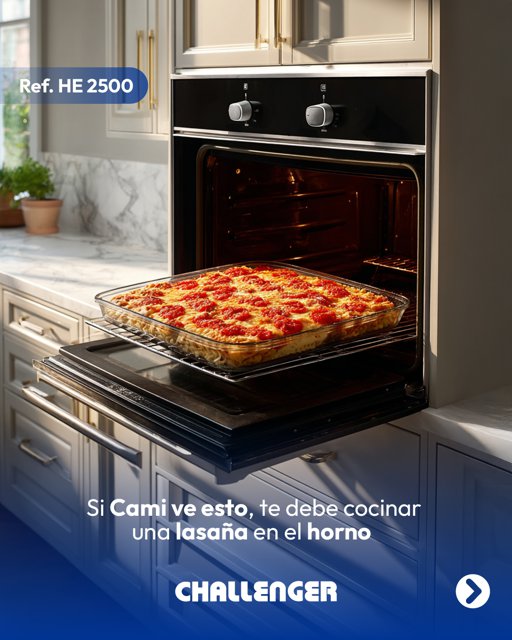 Ref. HE 2500
Si Cami ve esto, te debe cocinar
una lasaña en el horno
CHALLENGER